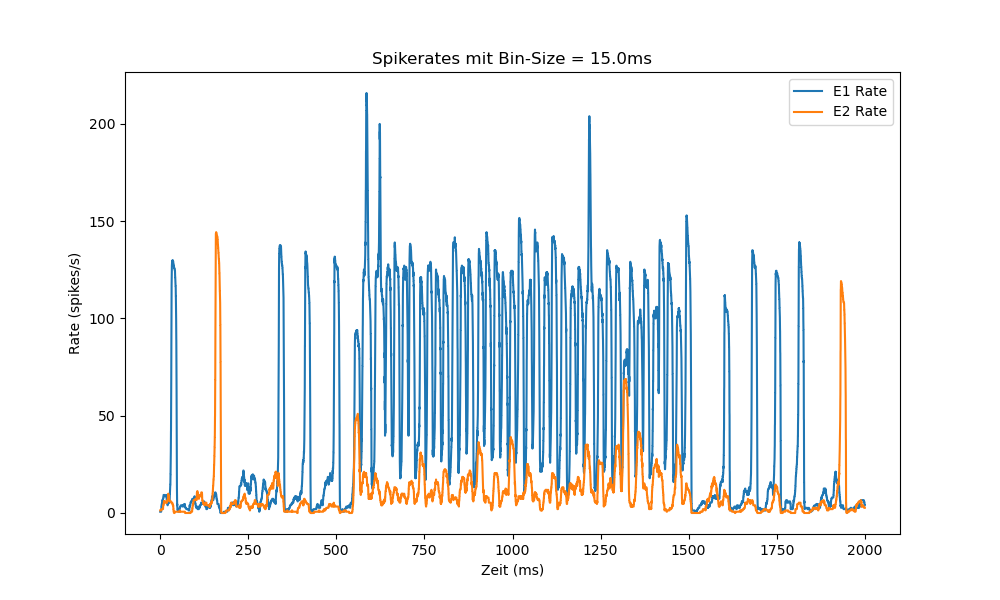 Spikerates mit Bin-Size = 15.0ms
E1 Rate
E2 Rate
Rate (spikes/s)
200
150
100
50
0
0 250 500 750 1000 1250 1500 1750 2000
Zeit (ms)